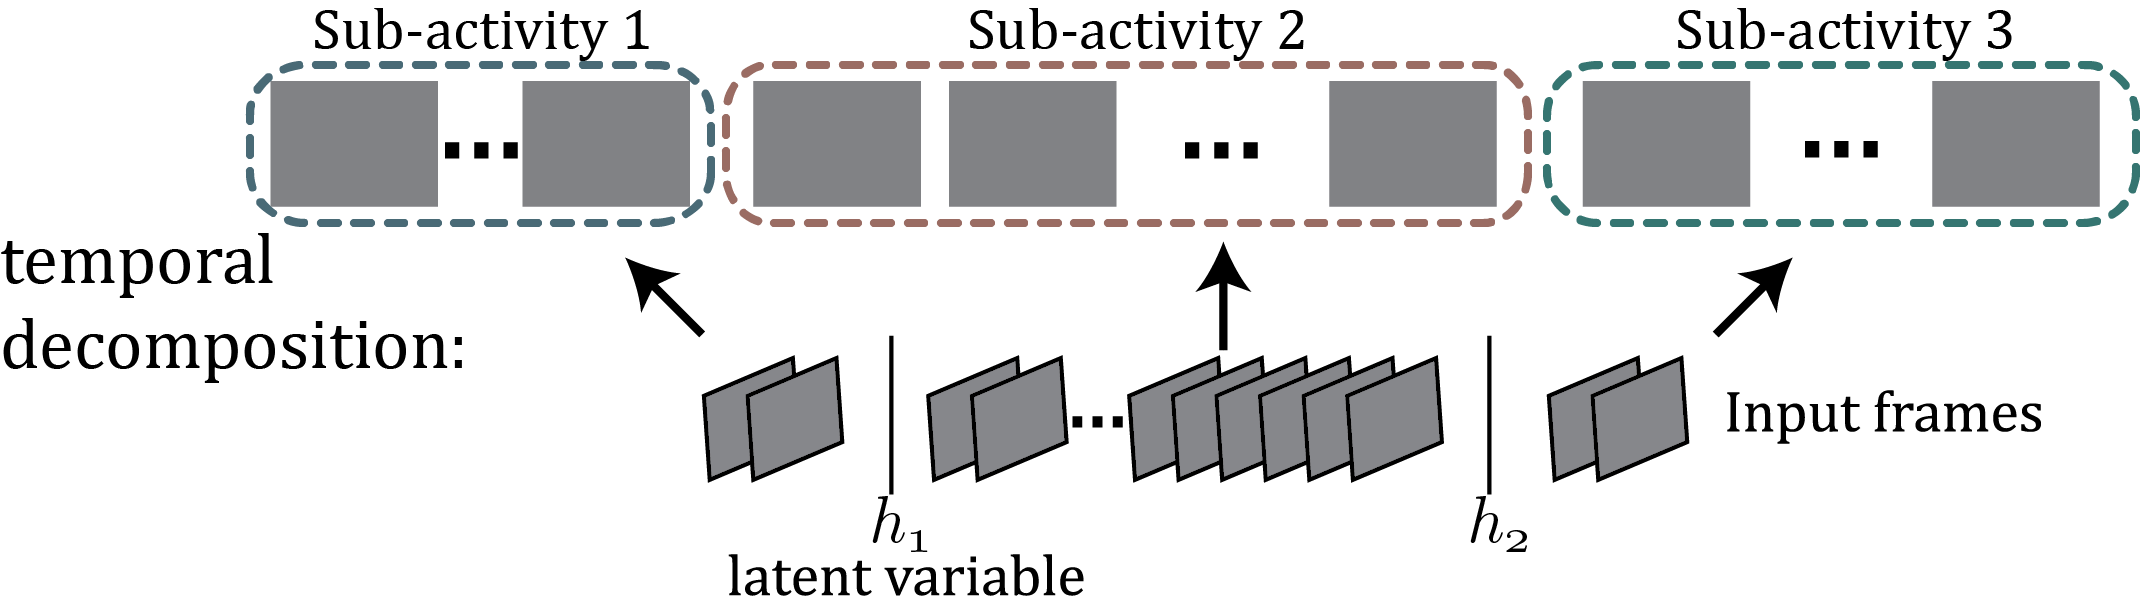 Sub-activity 1
Sub-activity 2
Sub-activity 3
temporal
decomposition:
Input frames
h₁
h₂
latent variable